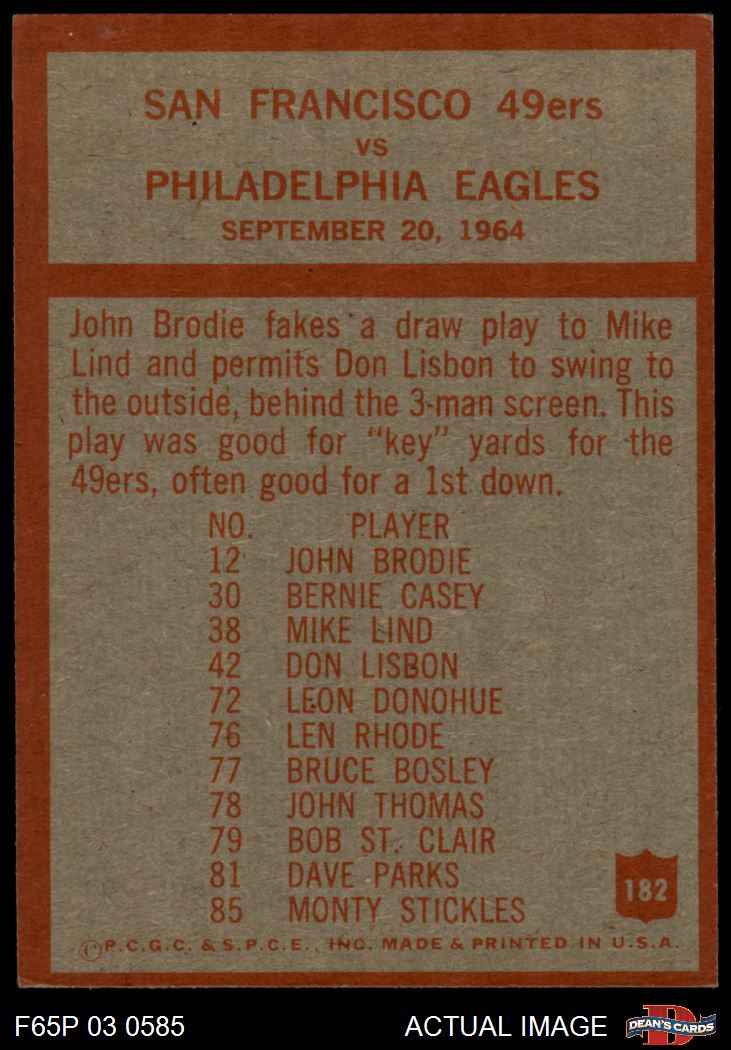 SAN FRANCISCO 49ers
VS
PHILADELPHIA EAGLES
SEPTEMBER 20, 1964
John Brodie fakes a draw play to Mike
Lind and permits Don Lisbon to swing to
the outside, behind the 3-man screen. This
play was good for "key" yards for the
49ers, often good for a 1st down.
NO. PLAYER
12 JOHN BRODIE
30 BERNIE CASEY
38 MIKE LIND
42 DON LISBON
72 LEON DONOHUE
76 LEN RHODE
77 BRUCE BOSLEY
78 JOHN THOMAS
79 BOB ST. CLAIR
81 DAVE PARKS
85 MONTY STICKLES
182
©P.C.G.C. & S.P.C.E., INC. MADE & PRINTED IN U.S.A.
F65P 03 0585 ACTUAL IMAGE
D DEAN'S CARDS